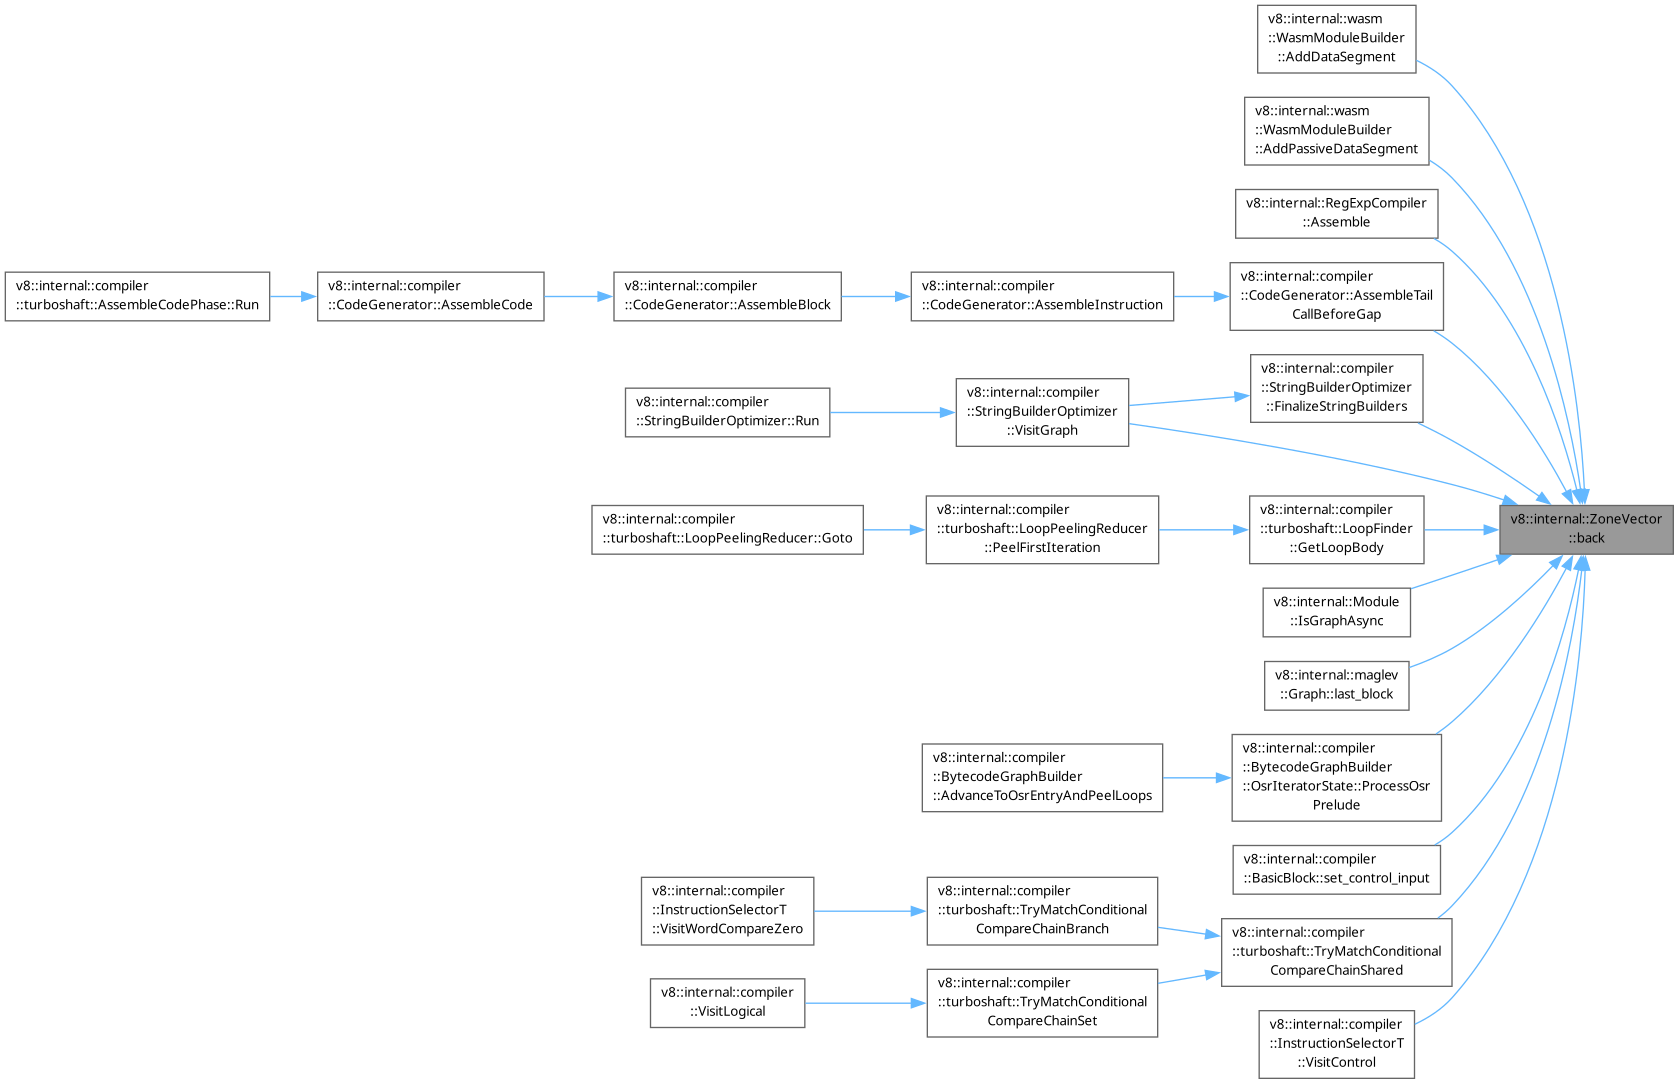 v8::internal::wasm
::WasmModuleBuilder
::AddDataSegment
v8::internal::wasm
::WasmModuleBuilder
::AddPassiveDataSegment
v8::internal::RegExpCompiler
::Assemble
v8::internal::compiler
::turboshaft::AssembleCodePhase::Run
v8::internal::compiler
::CodeGenerator::AssembleCode
v8::internal::compiler
::CodeGenerator::AssembleBlock
v8::internal::compiler
::CodeGenerator::AssembleInstruction
v8::internal::compiler
::CodeGenerator::AssembleTail
CallBeforeGap
v8::internal::compiler
::StringBuilderOptimizer::Run
v8::internal::compiler
::StringBuilderOptimizer
::VisitGraph
v8::internal::compiler
::StringBuilderOptimizer
::FinalizeStringBuilders
v8::internal::compiler
::turboshaft::LoopPeelingReducer::Goto
v8::internal::compiler
::turboshaft::LoopPeelingReducer
::PeelFirstIteration
v8::internal::compiler
::turboshaft::LoopFinder
::GetLoopBody
v8::internal::ZoneVector
::back
v8::internal::Module
::IsGraphAsync
v8::internal::maglev
::Graph::last_block
v8::internal::compiler
::BytecodeGraphBuilder
::AdvanceToOsrEntryAndPeelLoops
v8::internal::compiler
::BytecodeGraphBuilder
::OsrIteratorState::ProcessOsr
Prelude
v8::internal::compiler
::BasicBlock::set_control_input
v8::internal::compiler
::InstructionSelectorT
::VisitWordCompareZero
v8::internal::compiler
::turboshaft::TryMatchConditional
CompareChainBranch
v8::internal::compiler
::turboshaft::TryMatchConditional
CompareChainShared
v8::internal::compiler
::VisitLogical
v8::internal::compiler
::turboshaft::TryMatchConditional
CompareChainSet
v8::internal::compiler
::InstructionSelectorT
::VisitControl